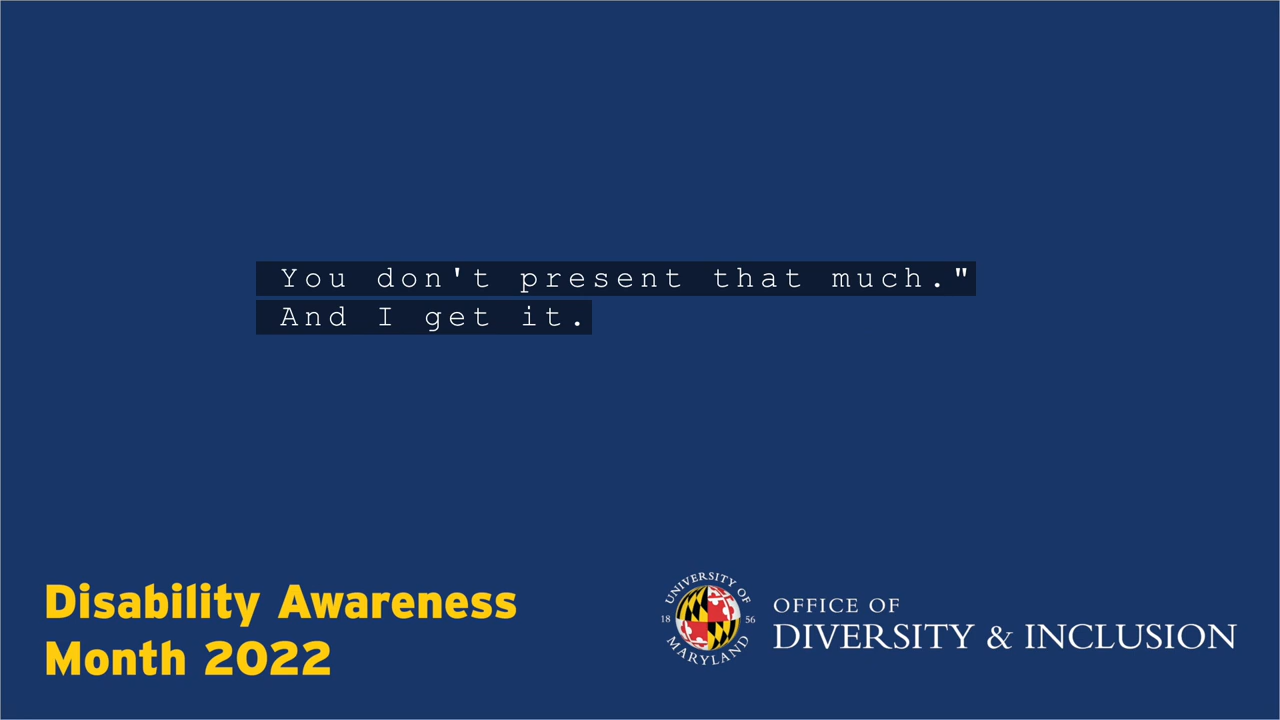 You don't present that much."
And I get it.
Disability Awareness
Month 2022
UNIVERSITY OF
18 56
MARYLAND
OFFICE OF
DIVERSITY & INCLUSION